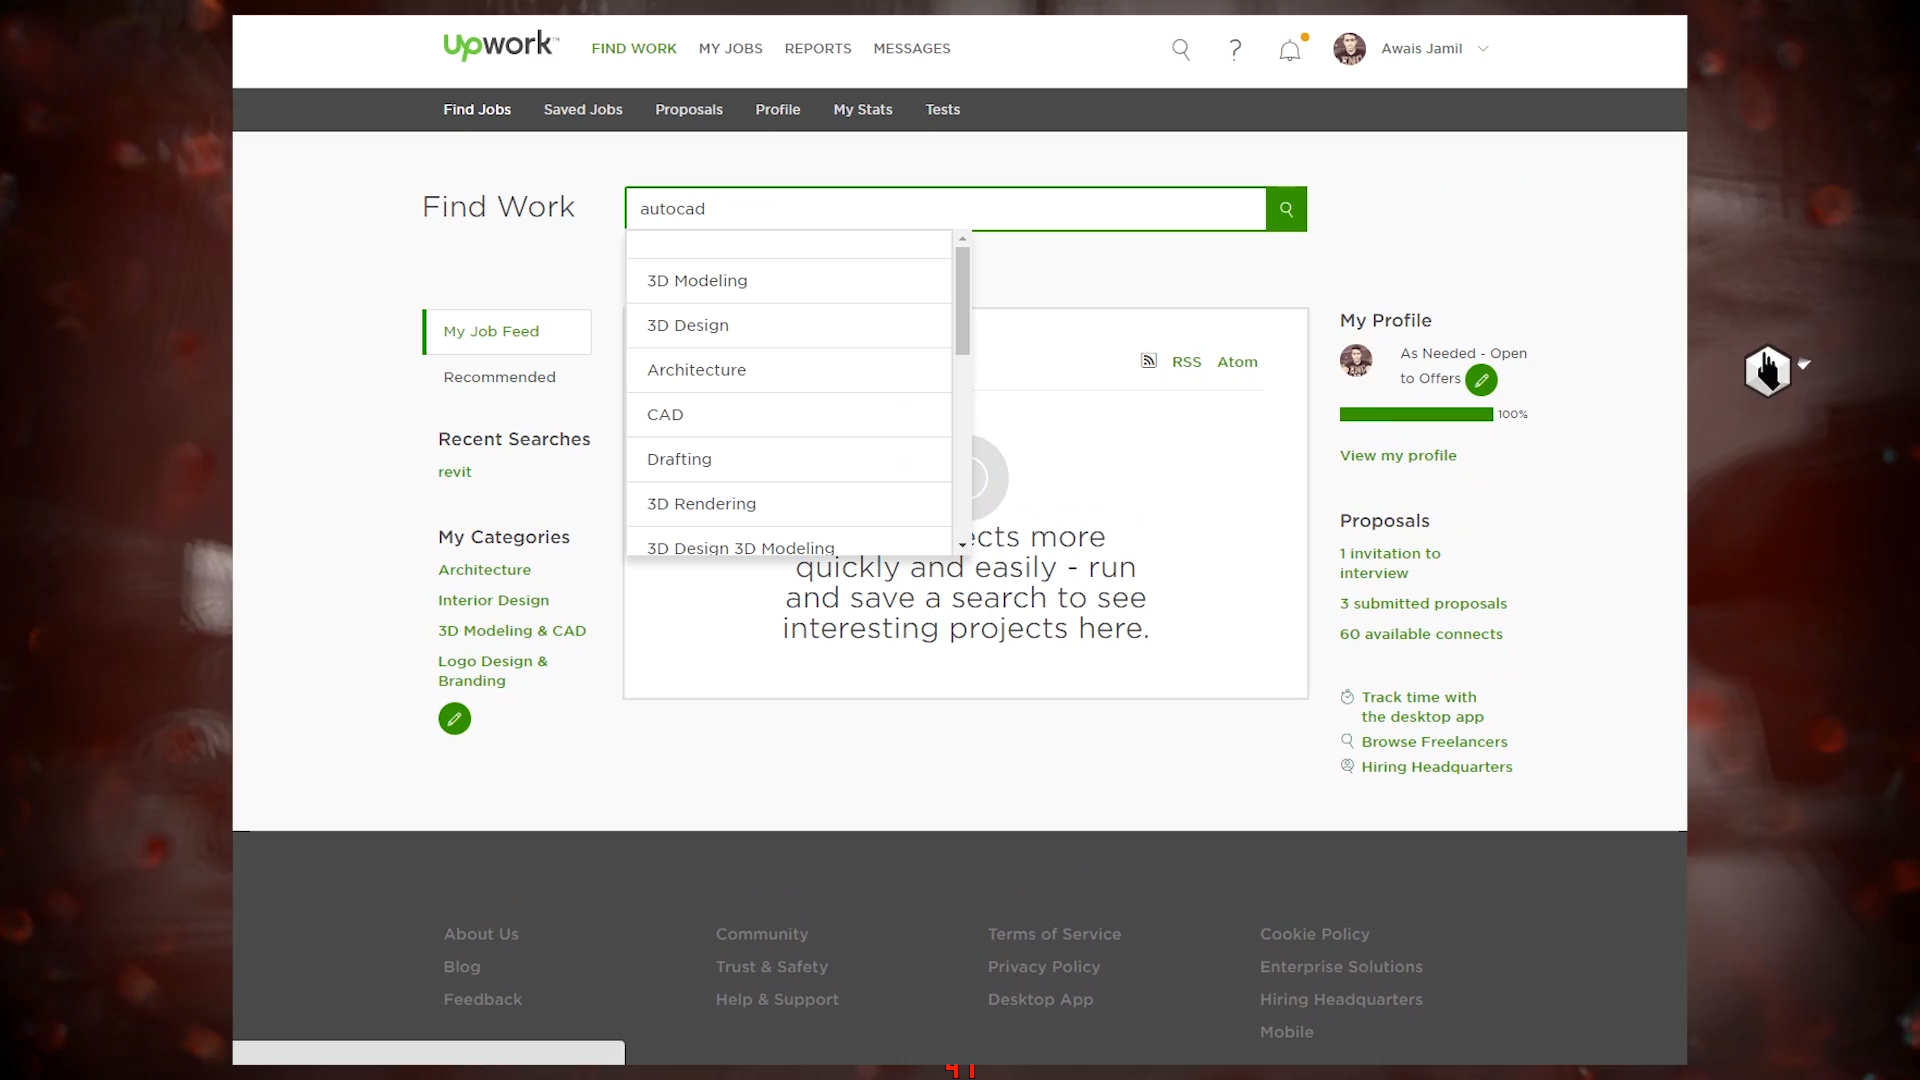 upwork™ FIND WORK MY JOBS REPORTS MESSAGES ? Awais Jamil
Find Jobs Saved Jobs Proposals Profile My Stats Tests
Find Work
autocad
3D Modeling
3D Design
Architecture
CAD
Drafting
3D Rendering
3D Design 3D Modeling
My Job Feed
Recommended
Recent Searches
revit
My Categories
Architecture
Interior Design
3D Modeling & CAD
Logo Design &
Branding
RSS Atom
more
quickly and easily - run
and save a search to see
interesting projects here.
My Profile
As Needed - Open
to Offers
100%
View my profile
Proposals
1 invitation to
interview
3 submitted proposals
60 available connects
Track time with
the desktop app
Browse Freelancers
Hiring Headquarters
About Us Community Terms of Service Cookie Policy
Blog Trust & Safety Privacy Policy Enterprise Solutions
Feedback Help & Support Desktop App Hiring Headquarters
Mobile